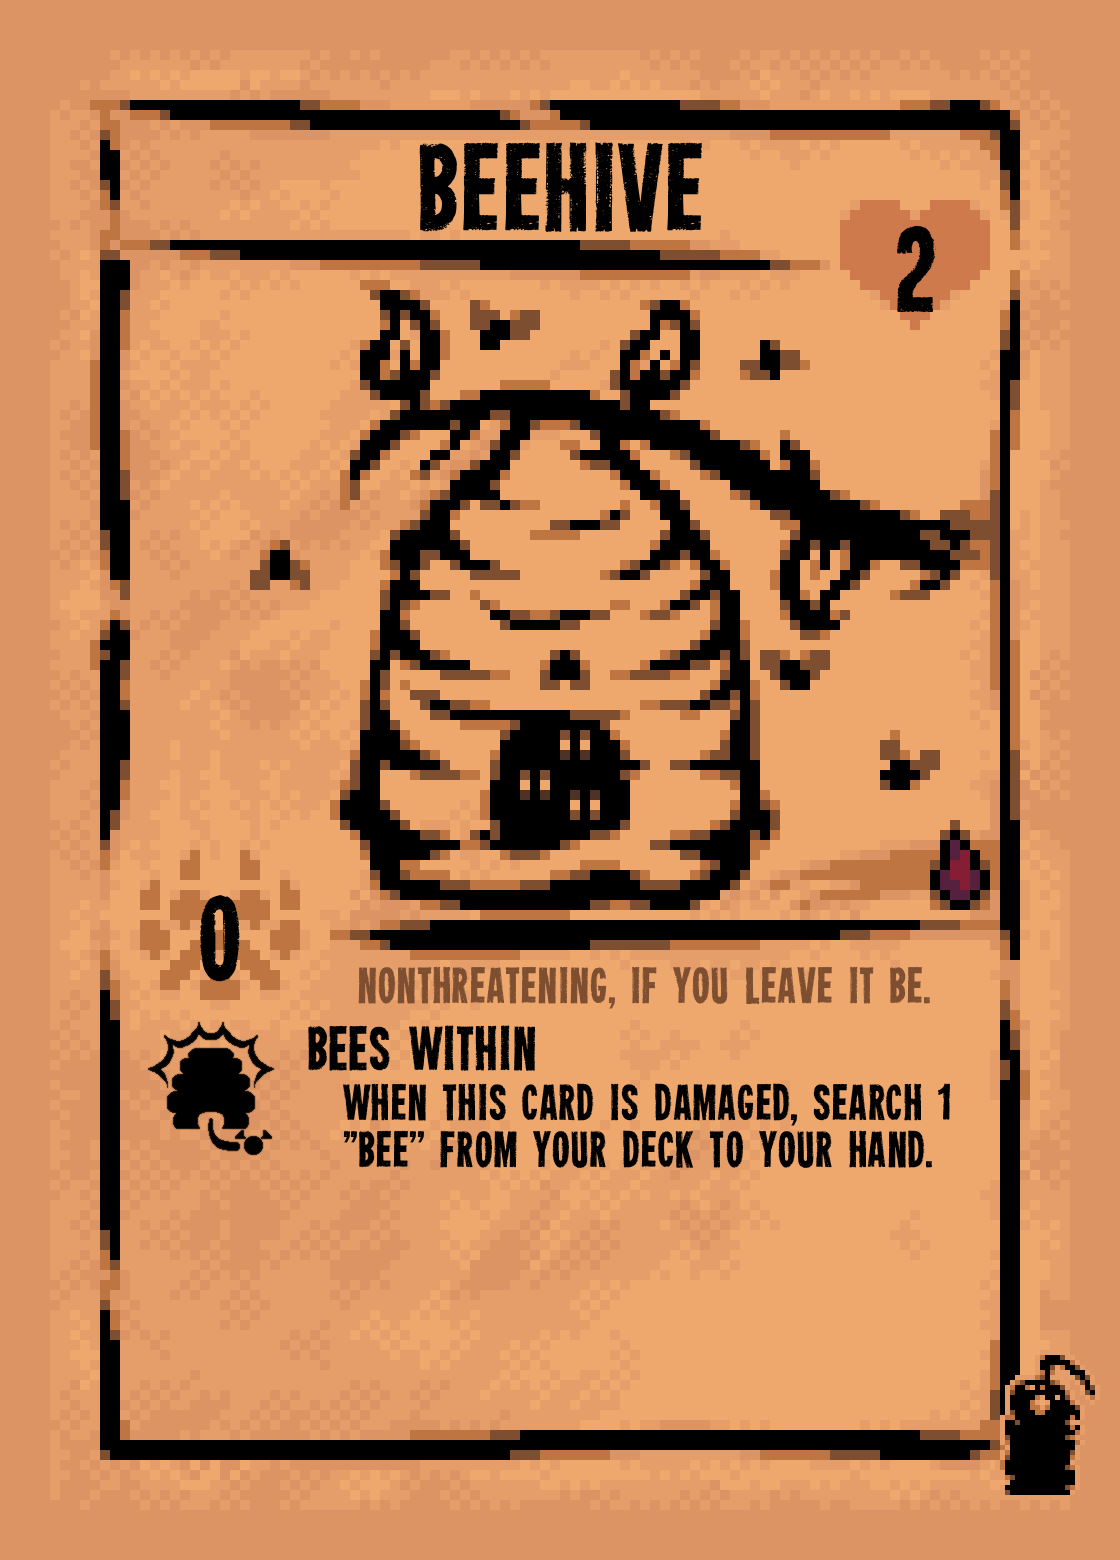 BEEHIVE
2
0
NONTHREATENING, IF YOU LEAVE IT BE.
BEES WITHIN
WHEN THIS CARD IS DAMAGED, SEARCH 1
"BEE" FROM YOUR DECK TO YOUR HAND.